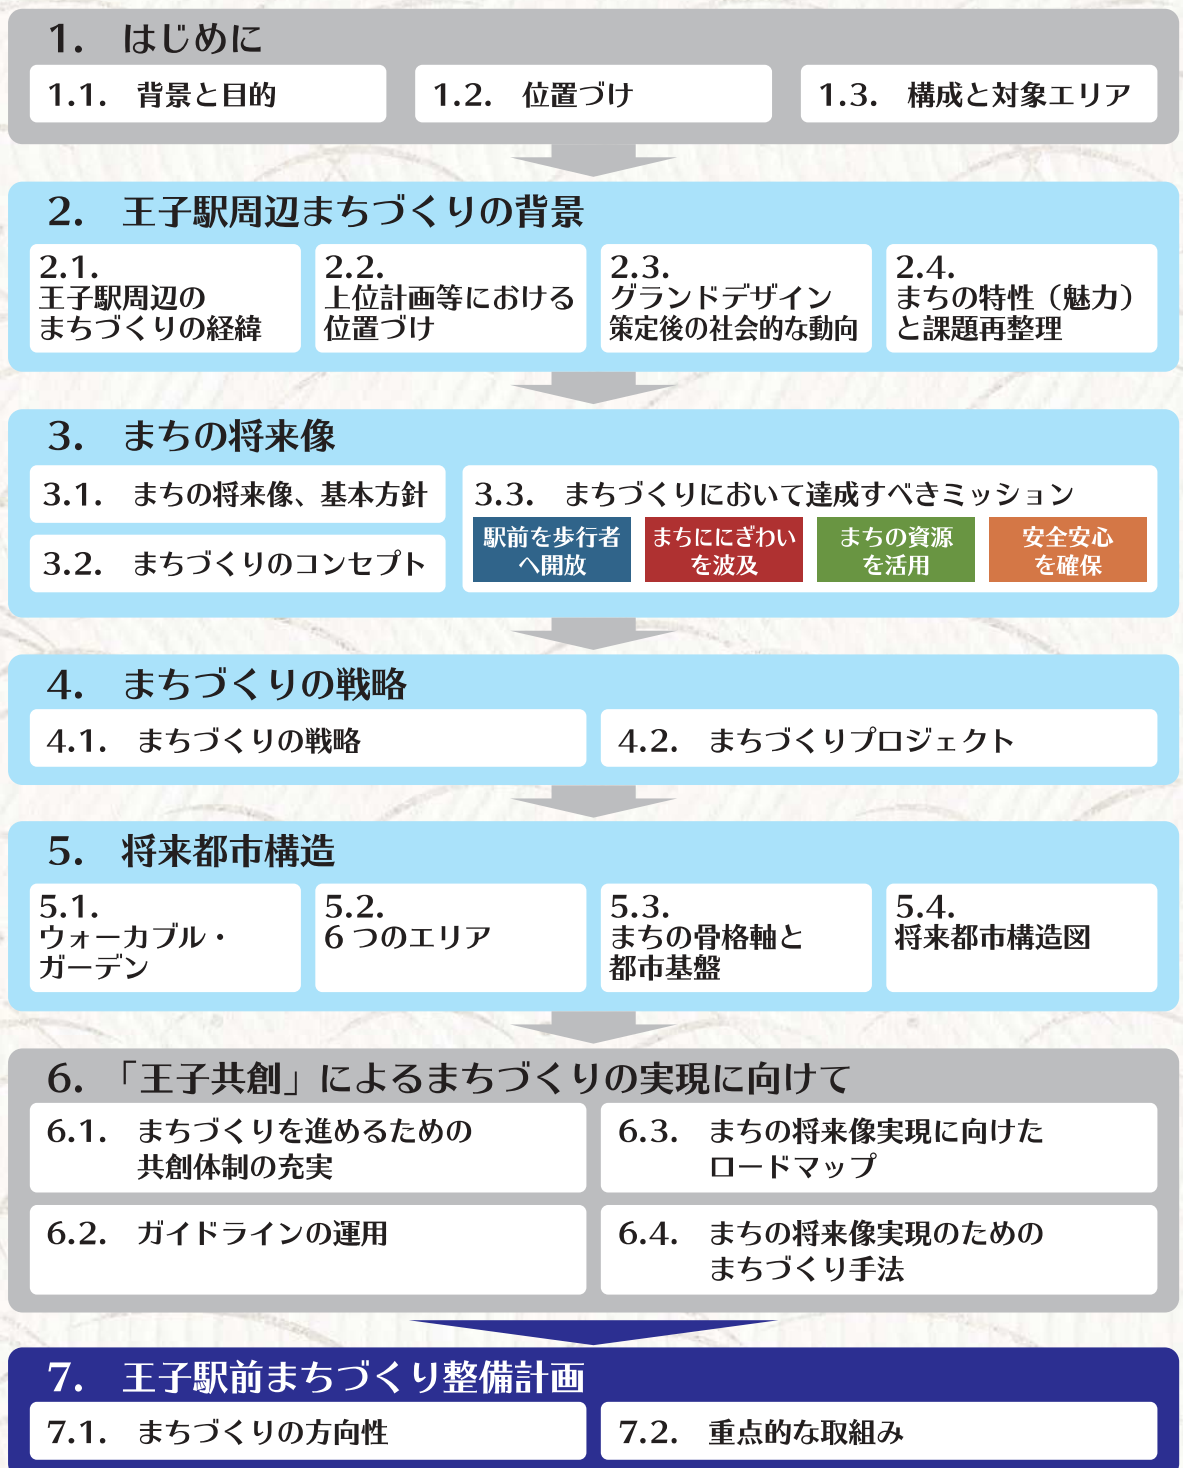 1. はじめに
1.1. 背景と目的
1.2. 位置づけ
1.3. 構成と対象エリア
2. 王子駅周辺まちづくりの背景
2.1.
王子駅周辺の
まちづくりの経緯
2.2.
上位計画等における
位置づけ
2.3.
グランドデザイン
策定後の社会的な動向
2.4.
まちの特性（魅力）
と課題再整理
3. まちの将来像
3.1. まちの将来像、基本方針
3.2. まちづくりのコンセプト
3.3. まちづくりにおいて達成すべきミッション
駅前を歩行者
へ開放
まちににぎわい
を波及
まちの資源
を活用
安全安心
を確保
4. まちづくりの戦略
4.1. まちづくりの戦略
4.2. まちづくりプロジェクト
5. 将来都市構造
5.1.
ウォーカブル・
ガーデン
5.2.
6つのエリア
5.3.
まちの骨格軸と
都市基盤
5.4.
将来都市構造図
6. 「王子共創」によるまちづくりの実現に向けて
6.1. まちづくりを進めるための
共創体制の充実
6.2. ガイドラインの運用
6.3. まちの将来像実現に向けた
ロードマップ
6.4. まちの将来像実現のための
まちづくり手法
7. 王子駅前まちづくり整備計画
7.1. まちづくりの方向性
7.2. 重点的な取組み